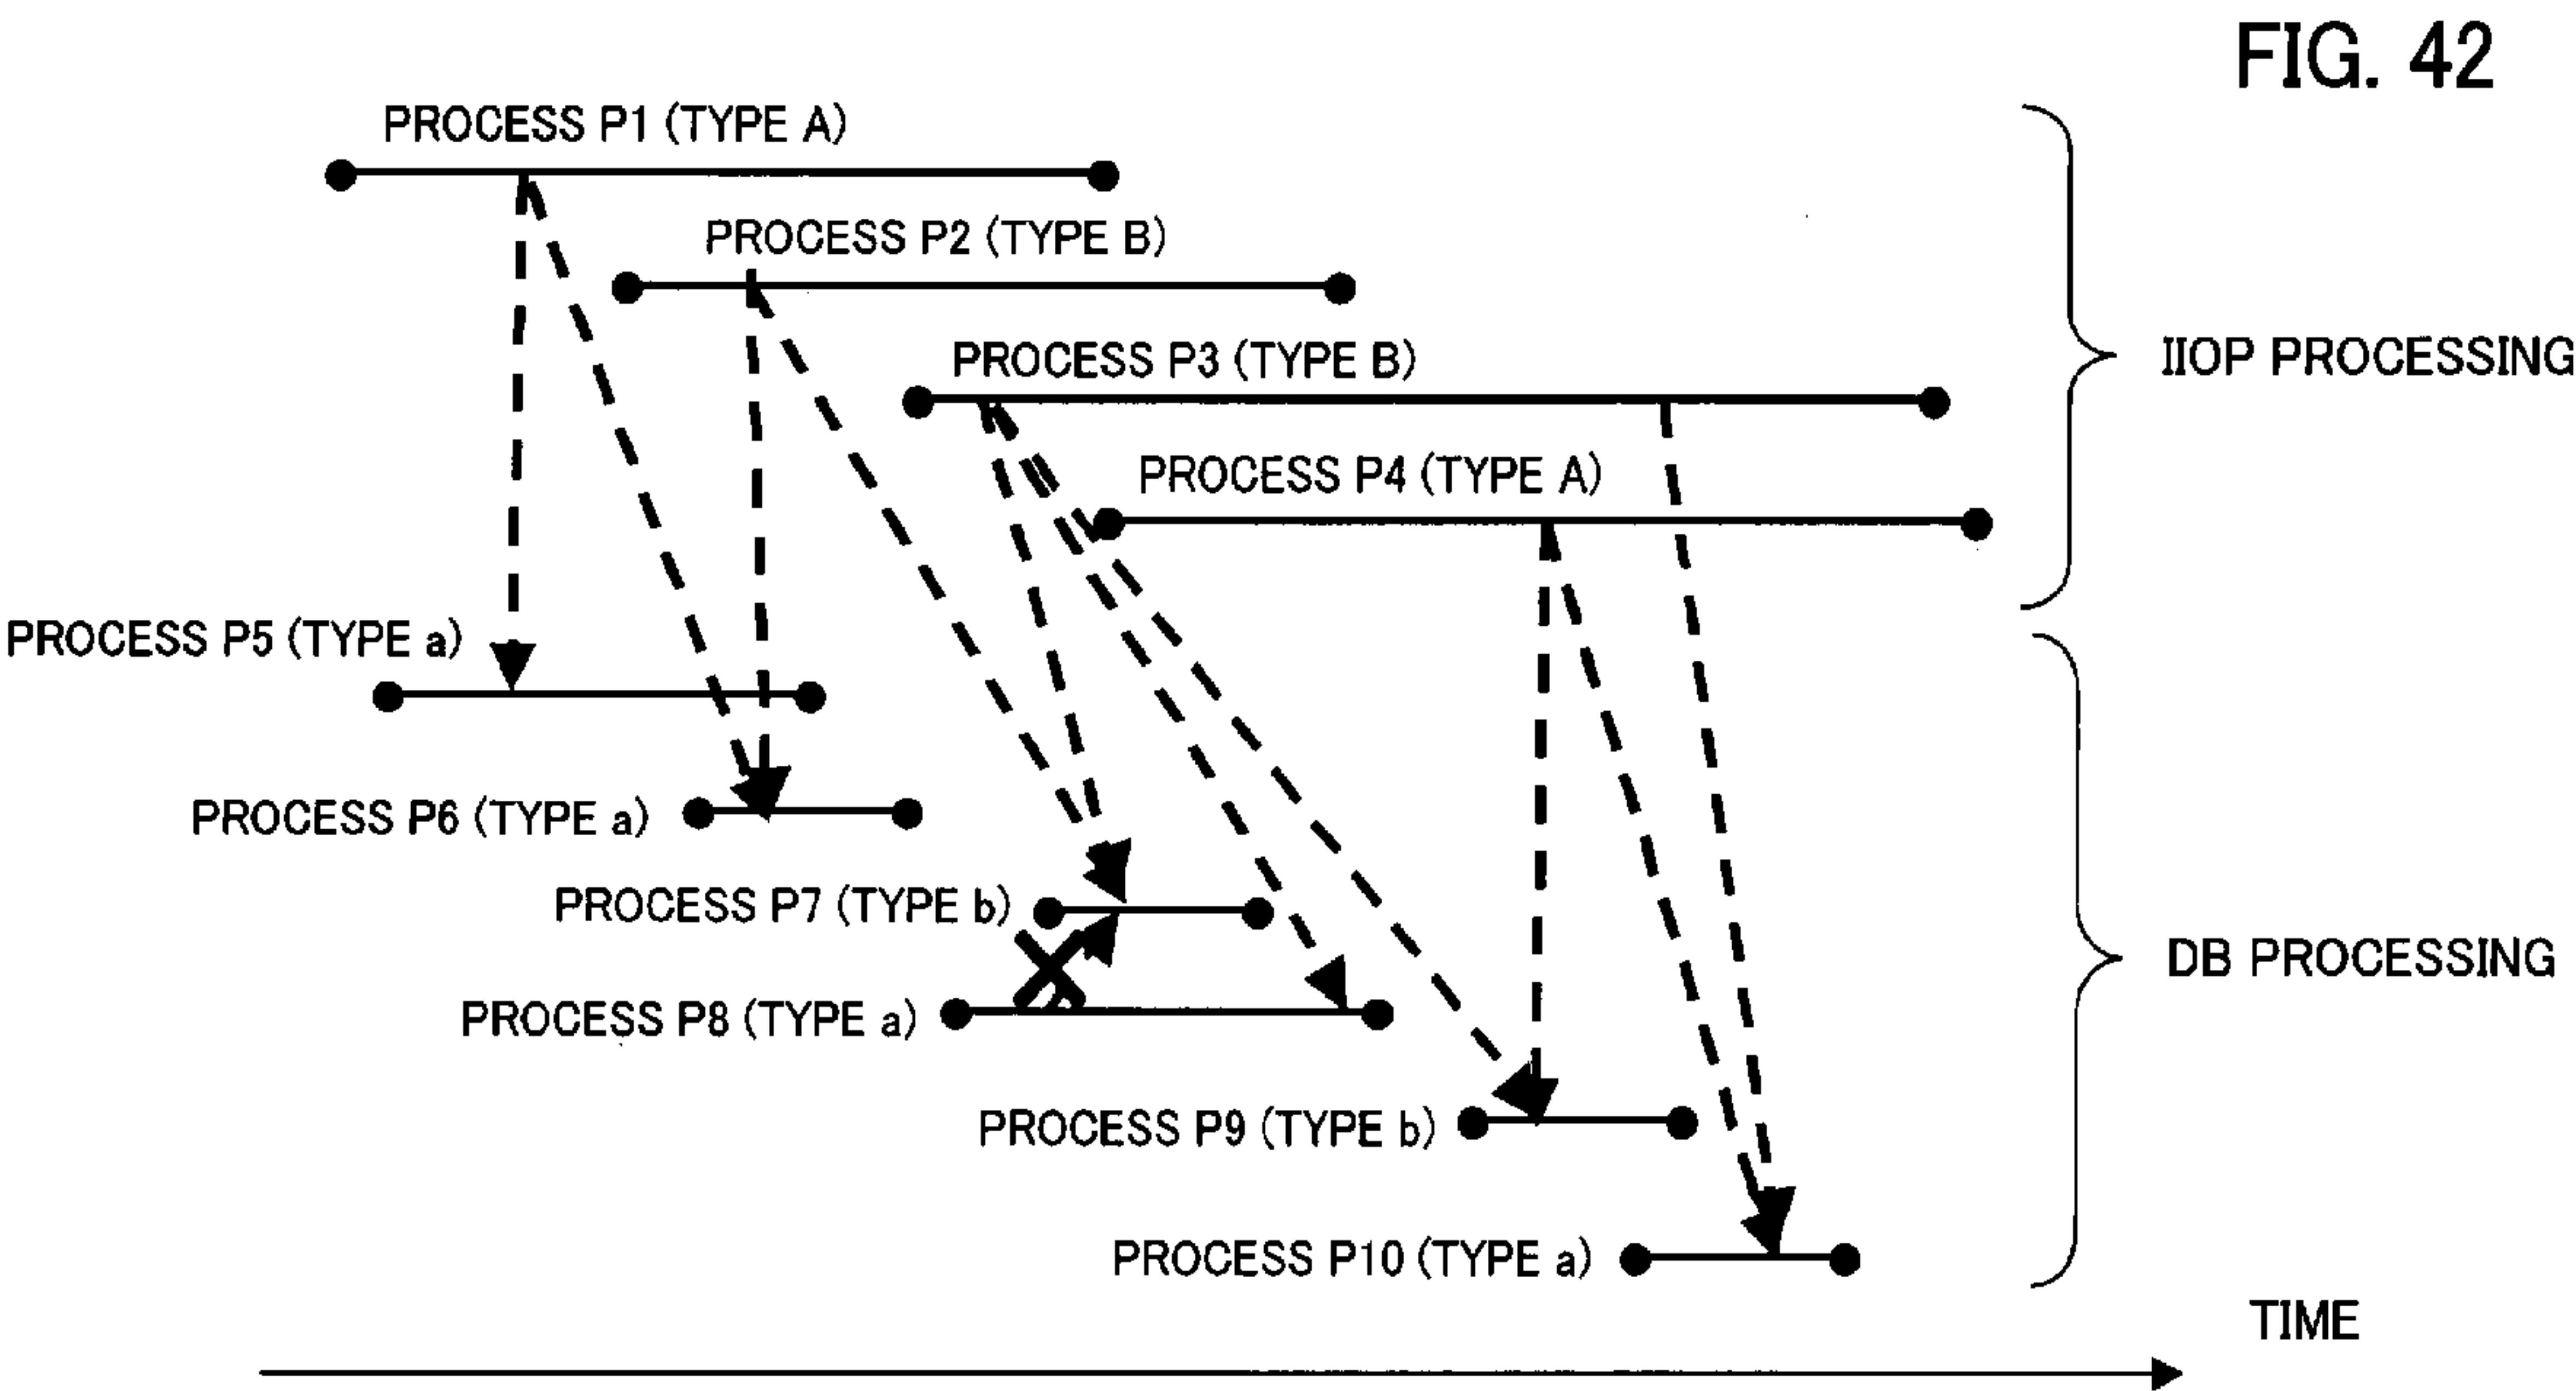 FIG. 42
PROCESS P1 (TYPE A)
PROCESS P2 (TYPE B)
PROCESS P3 (TYPE B)
IIOP PROCESSING
PROCESS P4 (TYPE A)
PROCESS P5 (TYPE a)
PROCESS P6 (TYPE a)
PROCESS P7 (TYPE b)
DB PROCESSING
PROCESS P8 (TYPE a)
PROCESS P9 (TYPE b)
PROCESS P10 (TYPE a)
TIME